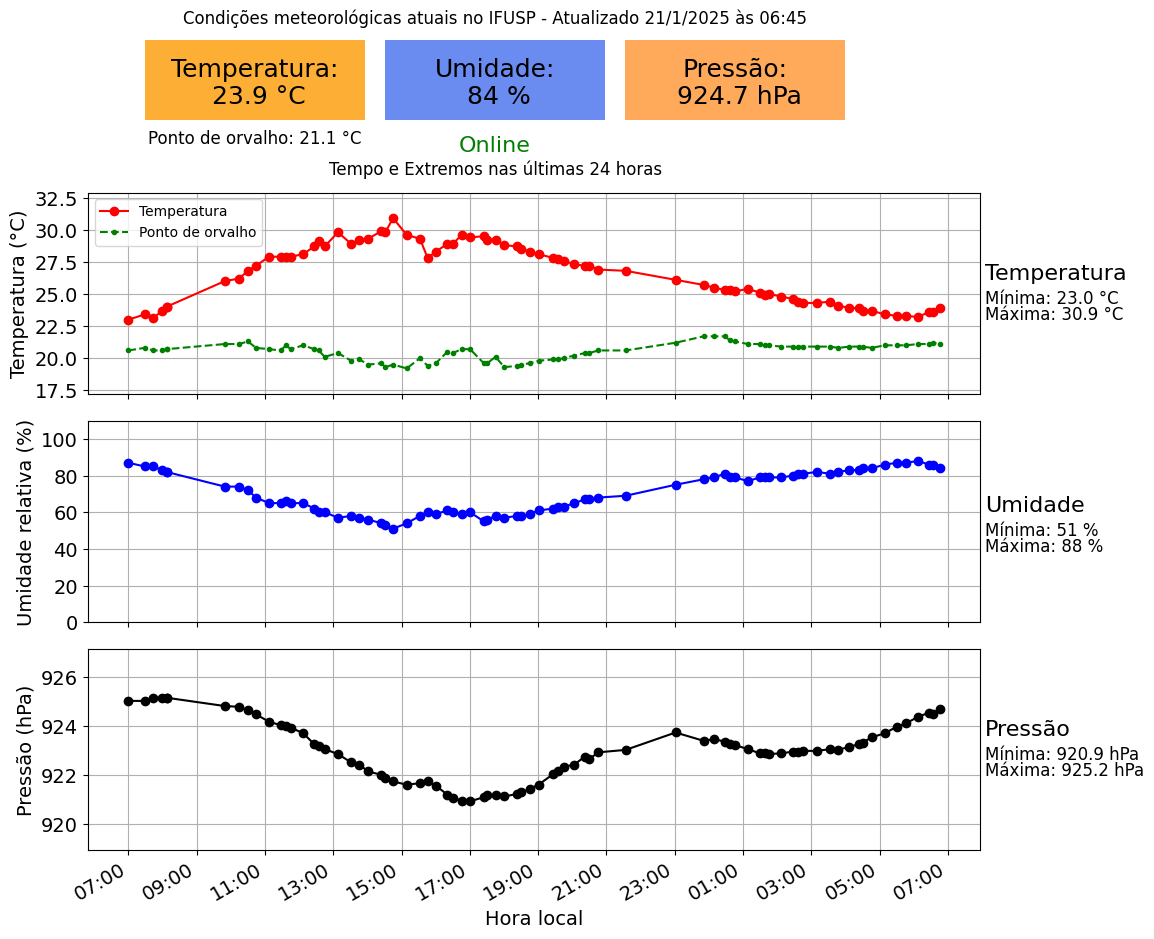 Condições meteorológicas atuais no IFUSP - Atualizado 21/1/2025 às 06:45
Temperatura:
23.9 °C
Umidade:
84 %
Pressão:
924.7 hPa
Ponto de orvalho: 21.1 °C
Online
Tempo e Extremos nas últimas 24 horas
Temperatura (°C)
32.5
30.0
27.5
25.0
22.5
20.0
17.5
Temperatura
Ponto de orvalho
Temperatura
Mínima: 23.0 °C
Máxima: 30.9 °C
Umidade relativa (%)
100
80
60
40
20
0
Umidade
Mínima: 51 %
Máxima: 88 %
Pressão (hPa)
926
924
922
920
Pressão
Mínima: 920.9 hPa
Máxima: 925.2 hPa
07:00 09:00 11:00 13:00 15:00 17:00 19:00 21:00 23:00 01:00 03:00 05:00 07:00
Hora local